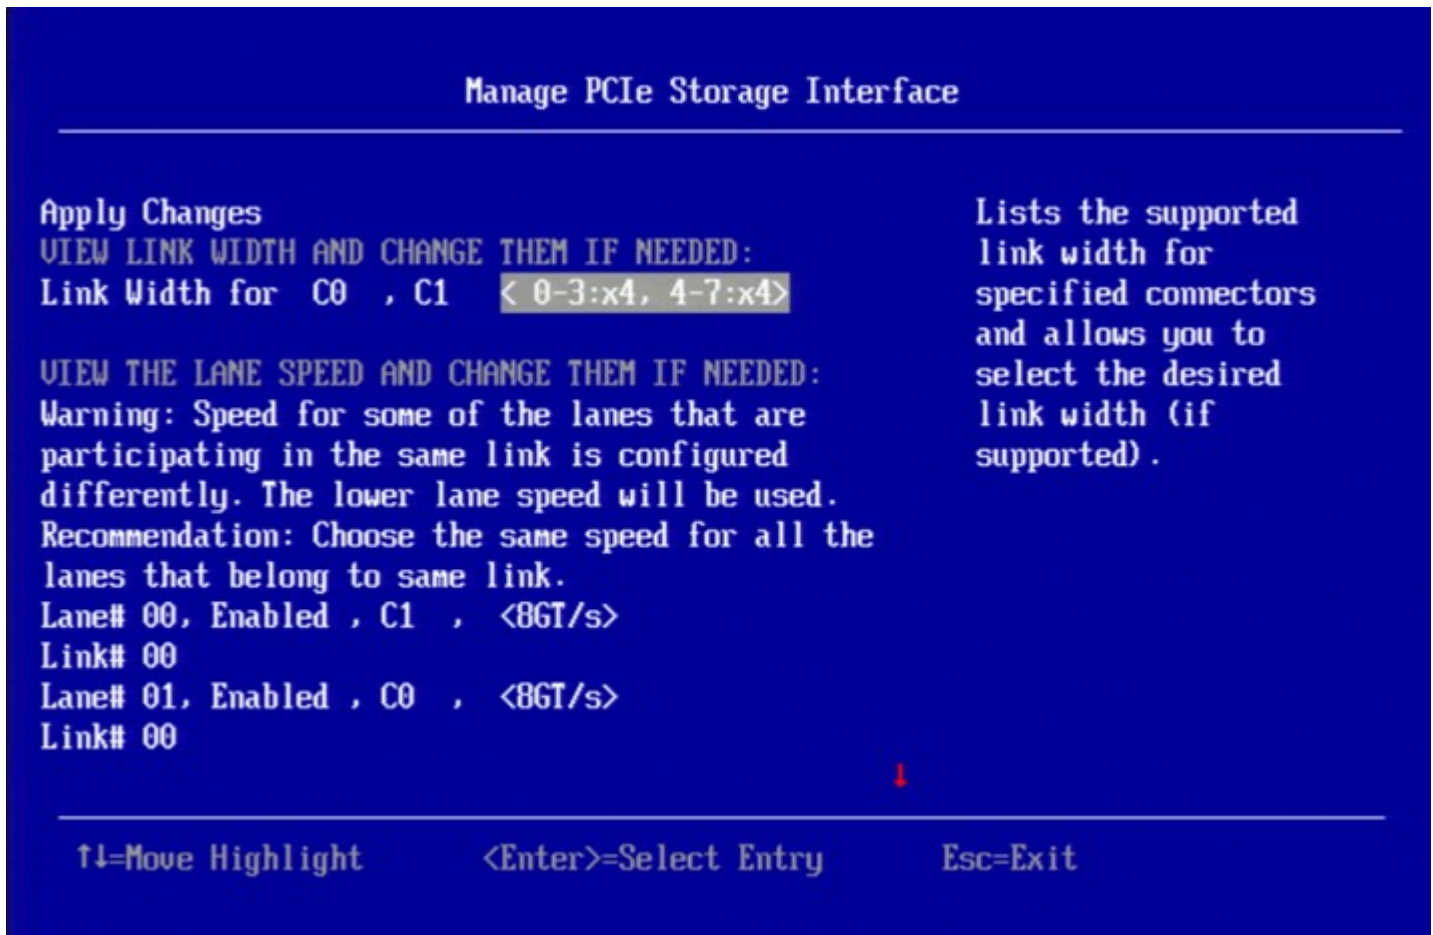 Manage PCIe Storage Interface
Apply Changes
VIEW LINK WIDTH AND CHANGE THEM IF NEEDED:
Link Width for  C0  , C1   < 0-3:x4, 4-7:x4>
VIEW THE LANE SPEED AND CHANGE THEM IF NEEDED:
Warning: Speed for some of the lanes that are
participating in the same link is configured
differently. The lower lane speed will be used.
Recommendation: Choose the same speed for all the
lanes that belong to same link.
Lane# 00, Enabled , C1  ,  <8GT/s>
Link# 00
Lane# 01, Enabled , C0  ,  <8GT/s>
Link# 00
Lists the supported
link width for
specified connectors
and allows you to
select the desired
link width (if
supported).
↓
↑↓=Move Highlight   <Enter>=Select Entry   Esc=Exit